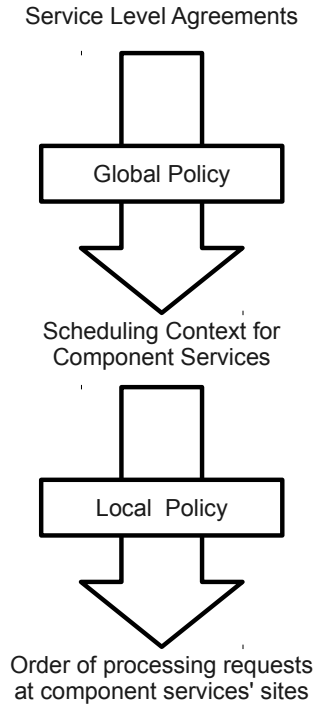 Service Level Agreements
Global Policy
Scheduling Context for
Component Services
Local Policy
Order of processing requests
at component services' sites